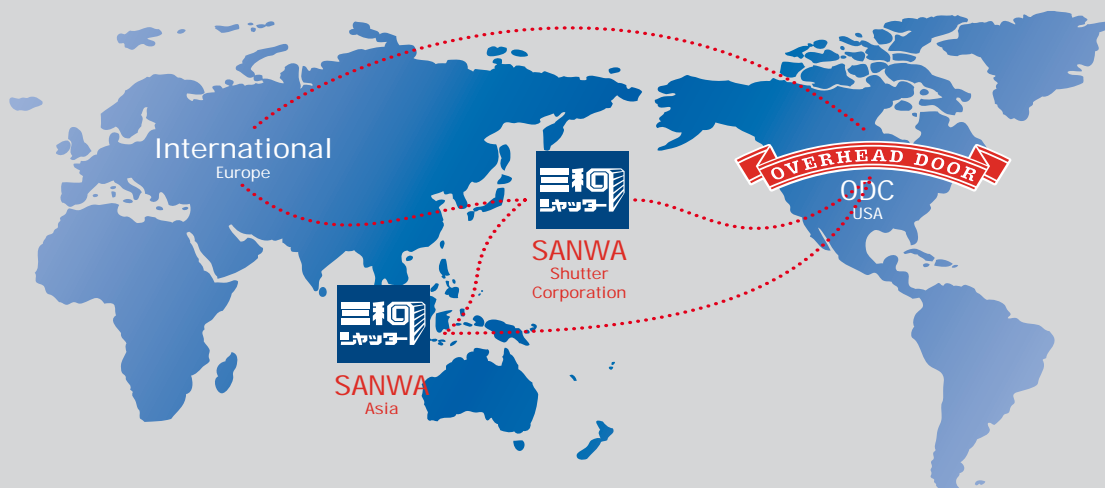 International
Europe
三和
シャッター
SANWA
Shutter
Corporation
OVERHEAD DOOR
ODC
USA
三和
シャッター
SANWA
Asia